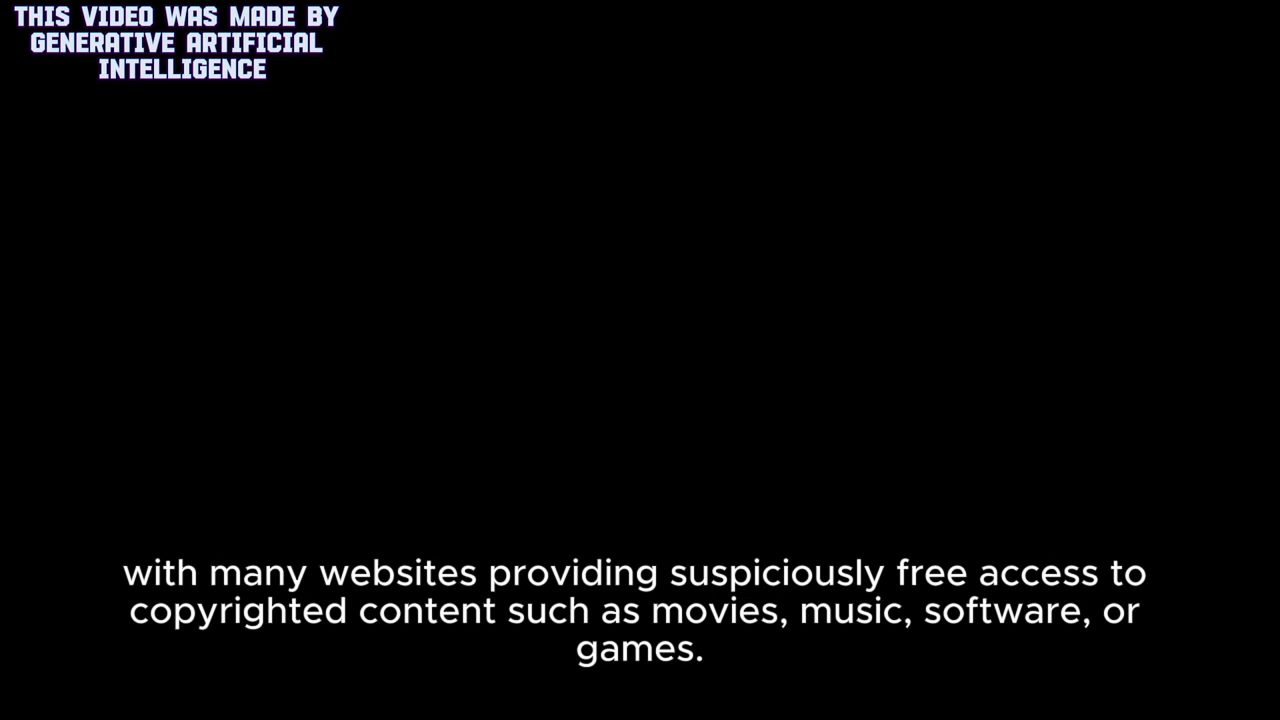 THIS VIDEO WAS MADE BY
GENERATIVE ARTIFICIAL
INTELLIGENCE
with many websites providing suspiciously free access to
copyrighted content such as movies, music, software, or
games.